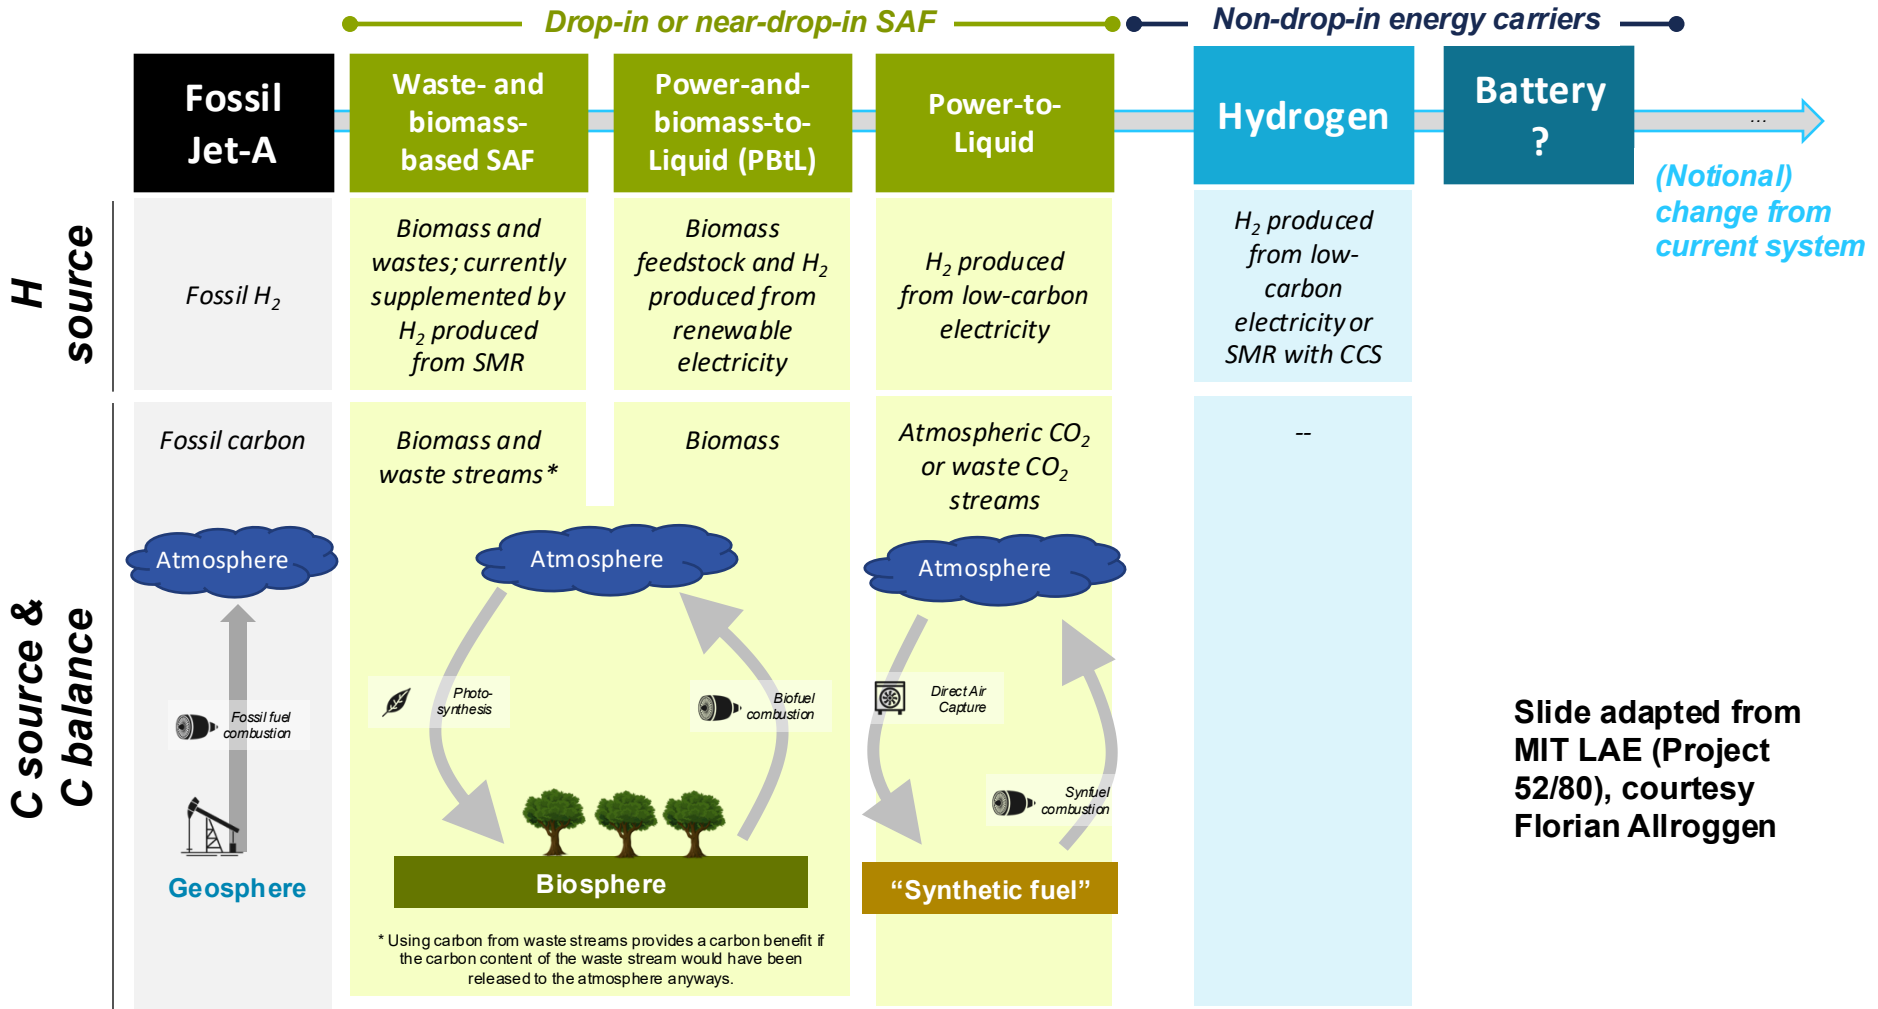 Drop-in or near-drop-in SAF
Non-drop-in energy carriers
Fossil
Jet-A
Waste- and
biomass-
based SAF
Power-and-
biomass-to-
Liquid (PBtL)
Power-to-
Liquid
Hydrogen
Battery
?
...
(Notional)
change from
current system
H
source
Fossil H2
Biomass and
wastes; currently
supplemented by
H2 produced
from SMR
Biomass
feedstock and H2
produced from
renewable
electricity
H2 produced
from low-carbon
electricity
H2 produced
from low-
carbon
electricity or
SMR with CCS
C source &
C balance
Fossil carbon
Biomass and
waste streams*
Biomass
Atmospheric CO2
or waste CO2
streams
--
Atmosphere
Atmosphere
Atmosphere
Fossil fuel
combustion
Photo-
synthesis
Biofuel
combustion
Direct Air
Capture
Synfuel
combustion
Geosphere
Biosphere
“Synthetic fuel”
* Using carbon from waste streams provides a carbon benefit if
the carbon content of the waste stream would have been
released to the atmosphere anyways.
Slide adapted from
MIT LAE (Project
52/80), courtesy
Florian Allroggen